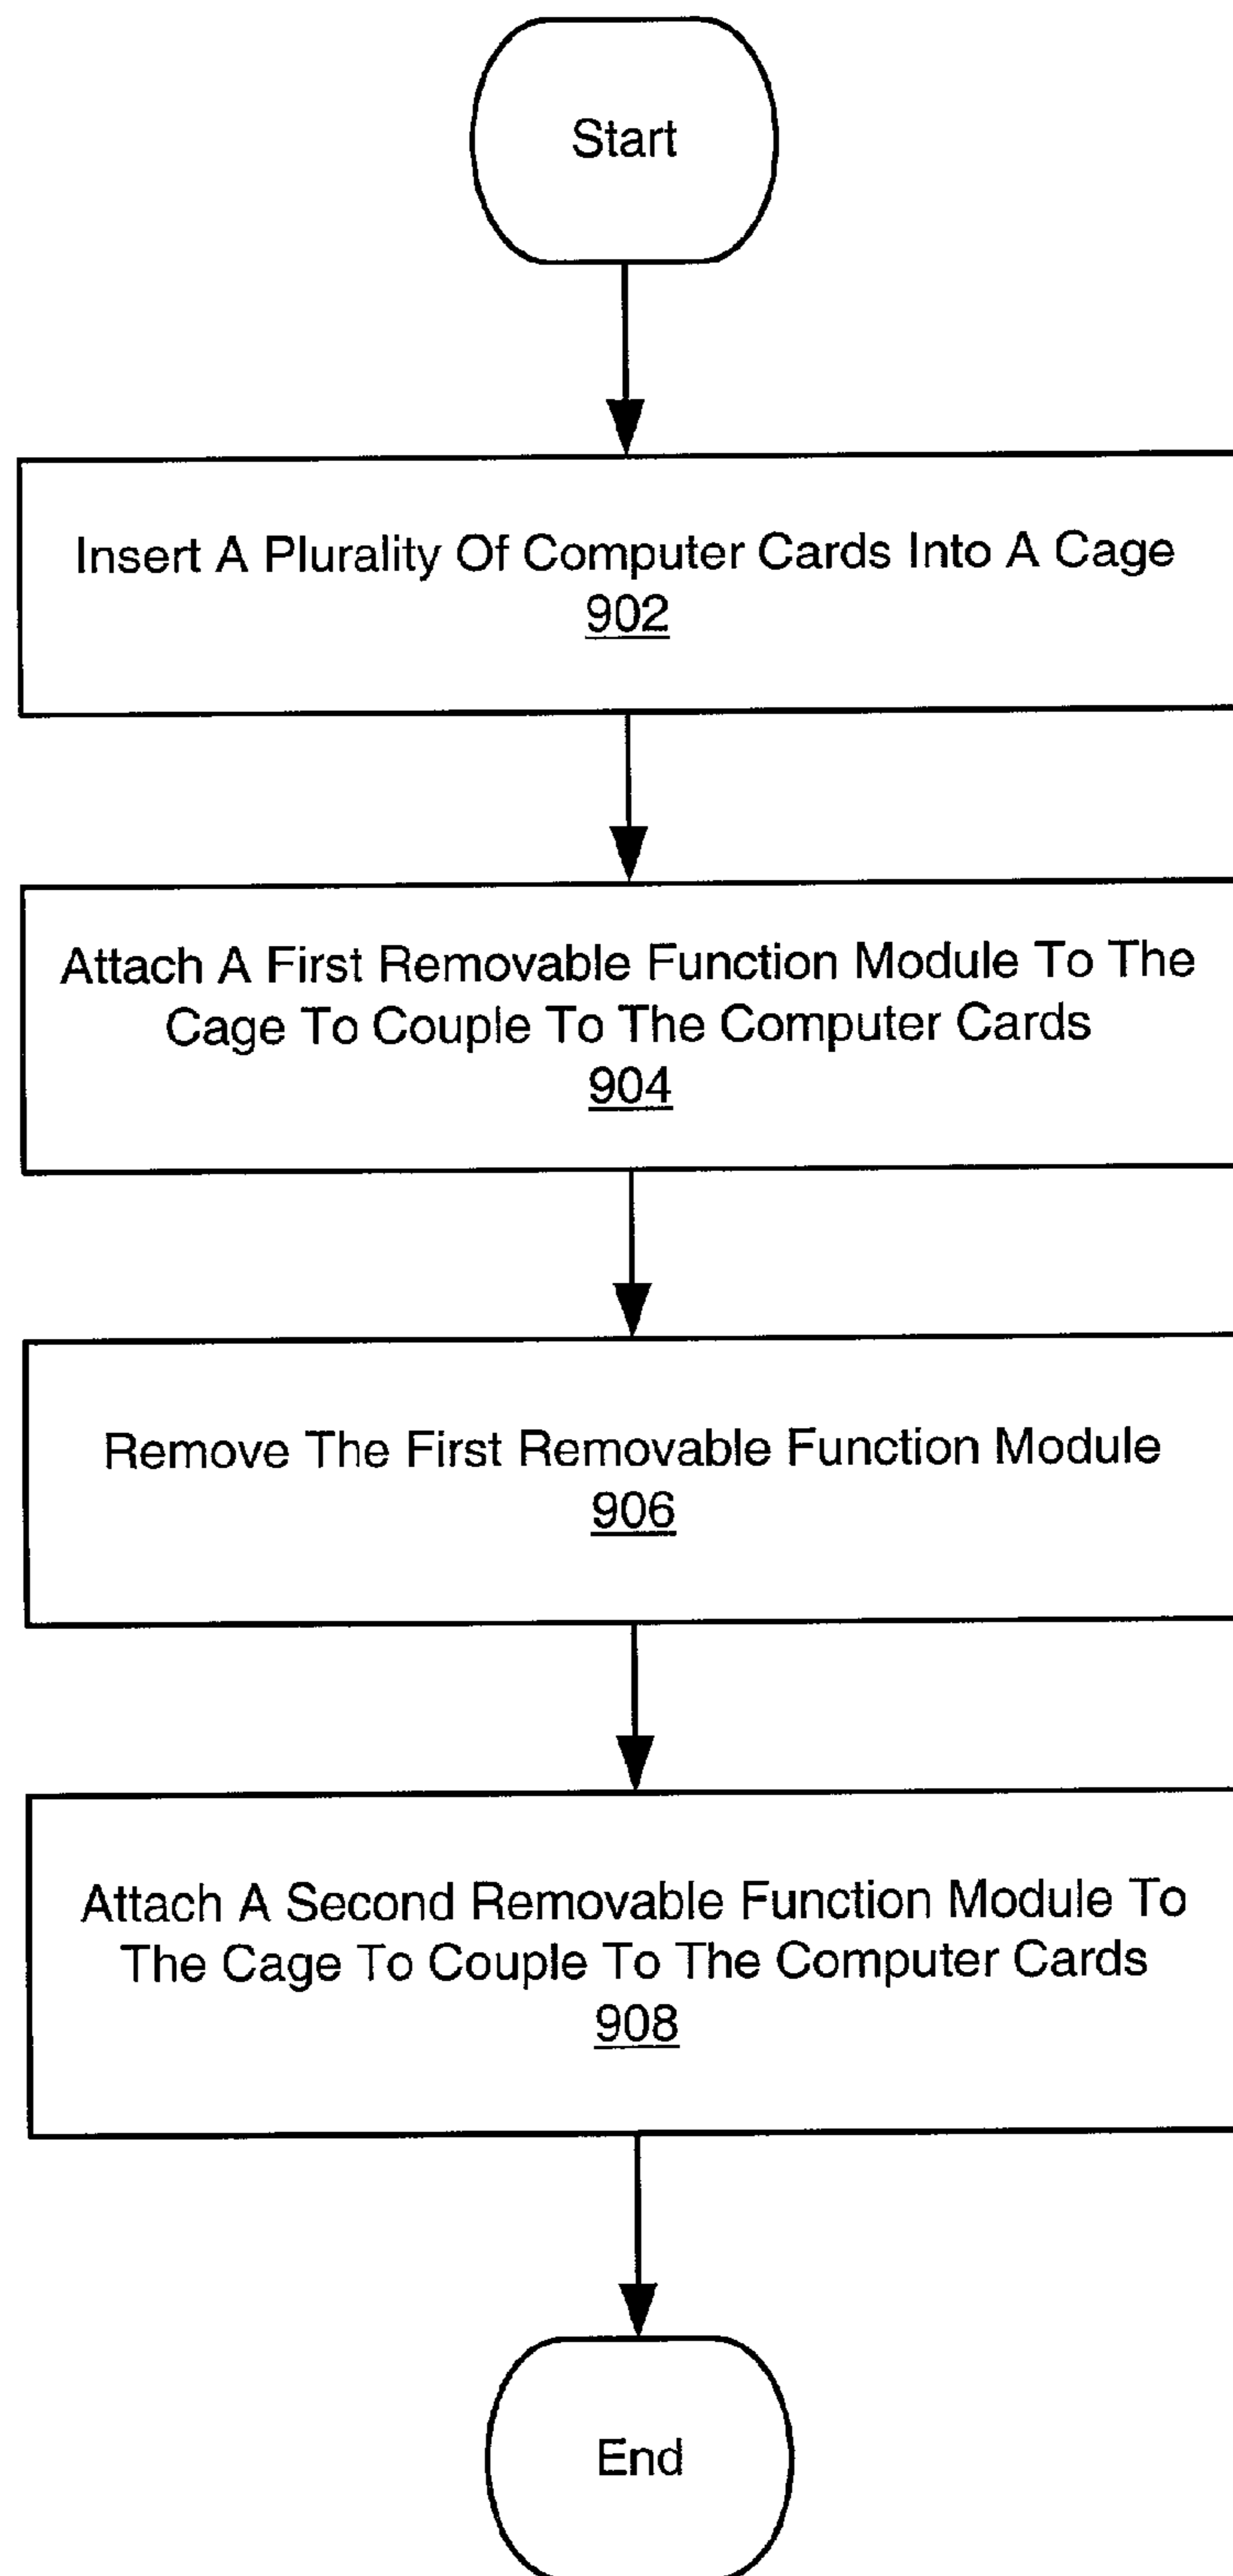 Start
Insert A Plurality Of Computer Cards Into A Cage
902
Attach A First Removable Function Module To The
Cage To Couple To The Computer Cards
904
Remove The First Removable Function Module
906
Attach A Second Removable Function Module To
The Cage To Couple To The Computer Cards
908
End